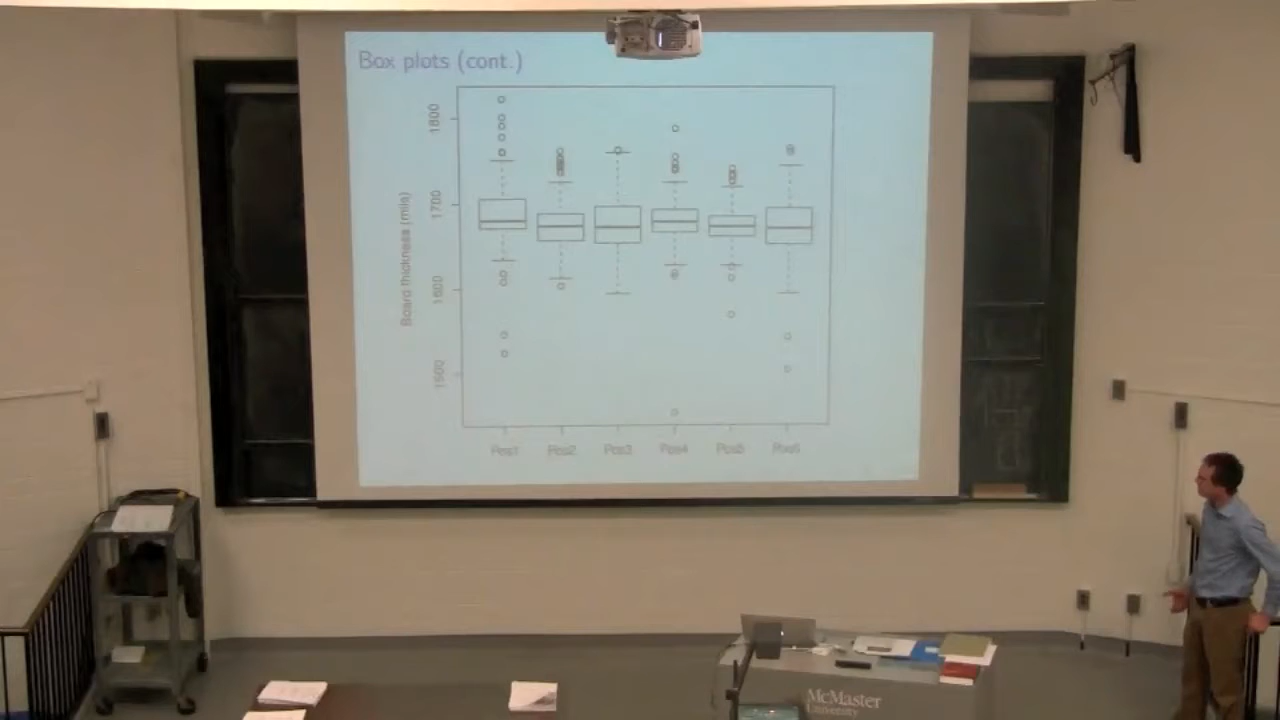 Box plots (cont.)
Board thickness (mils)
1800
1700
1600
1500
Pos1 Pos2 Pos3 Pos4 Pos5 Pos6
McMaster
University